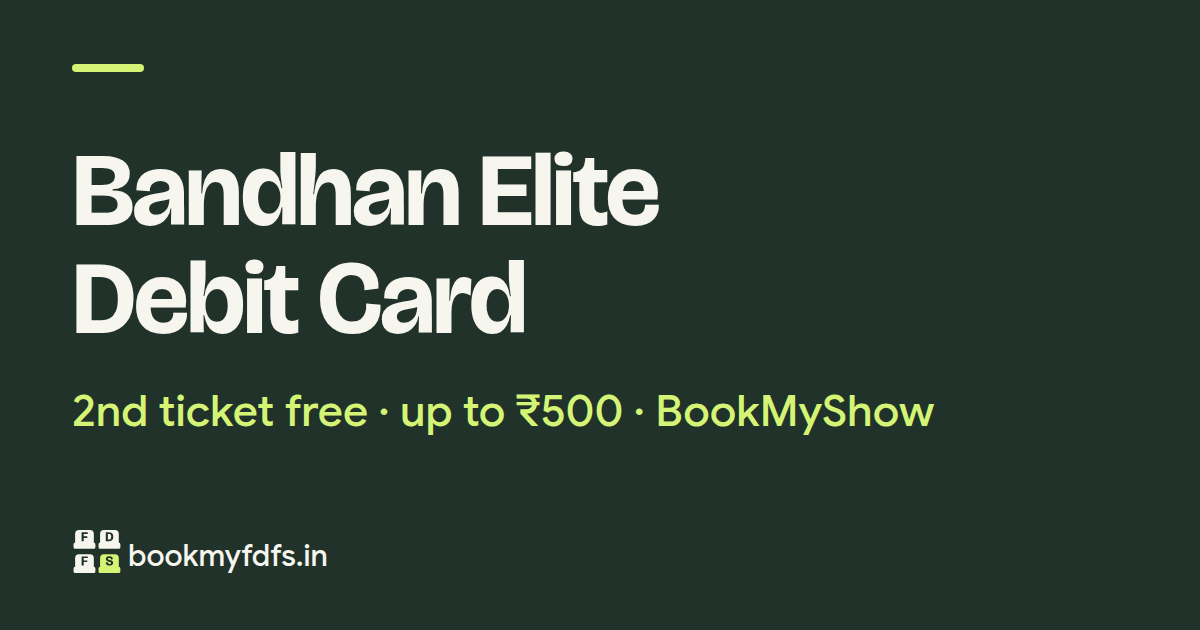 Bandhan Elite
Debit Card
2nd ticket free · up to ₹500 · BookMyShow
F D
F S
bookmyfdfs.in